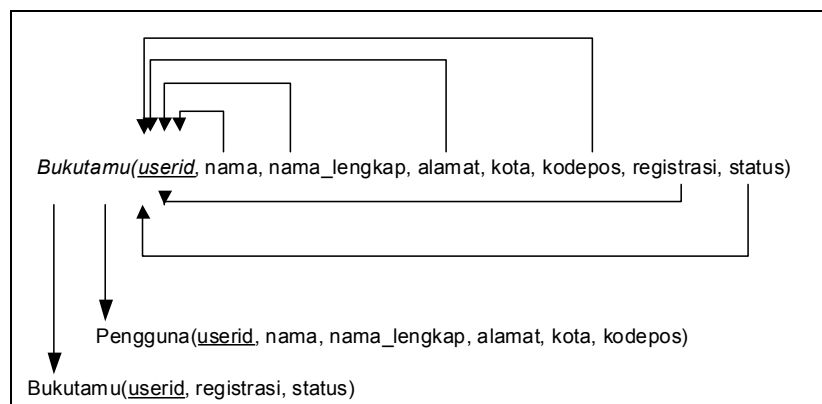 Bukutamu(userid, nama, nama_lengkap, alamat, kota, kodepos, registrasi, status)
Pengguna(userid, nama, nama_lengkap, alamat, kota, kodepos)
Bukutamu(userid, registrasi, status)